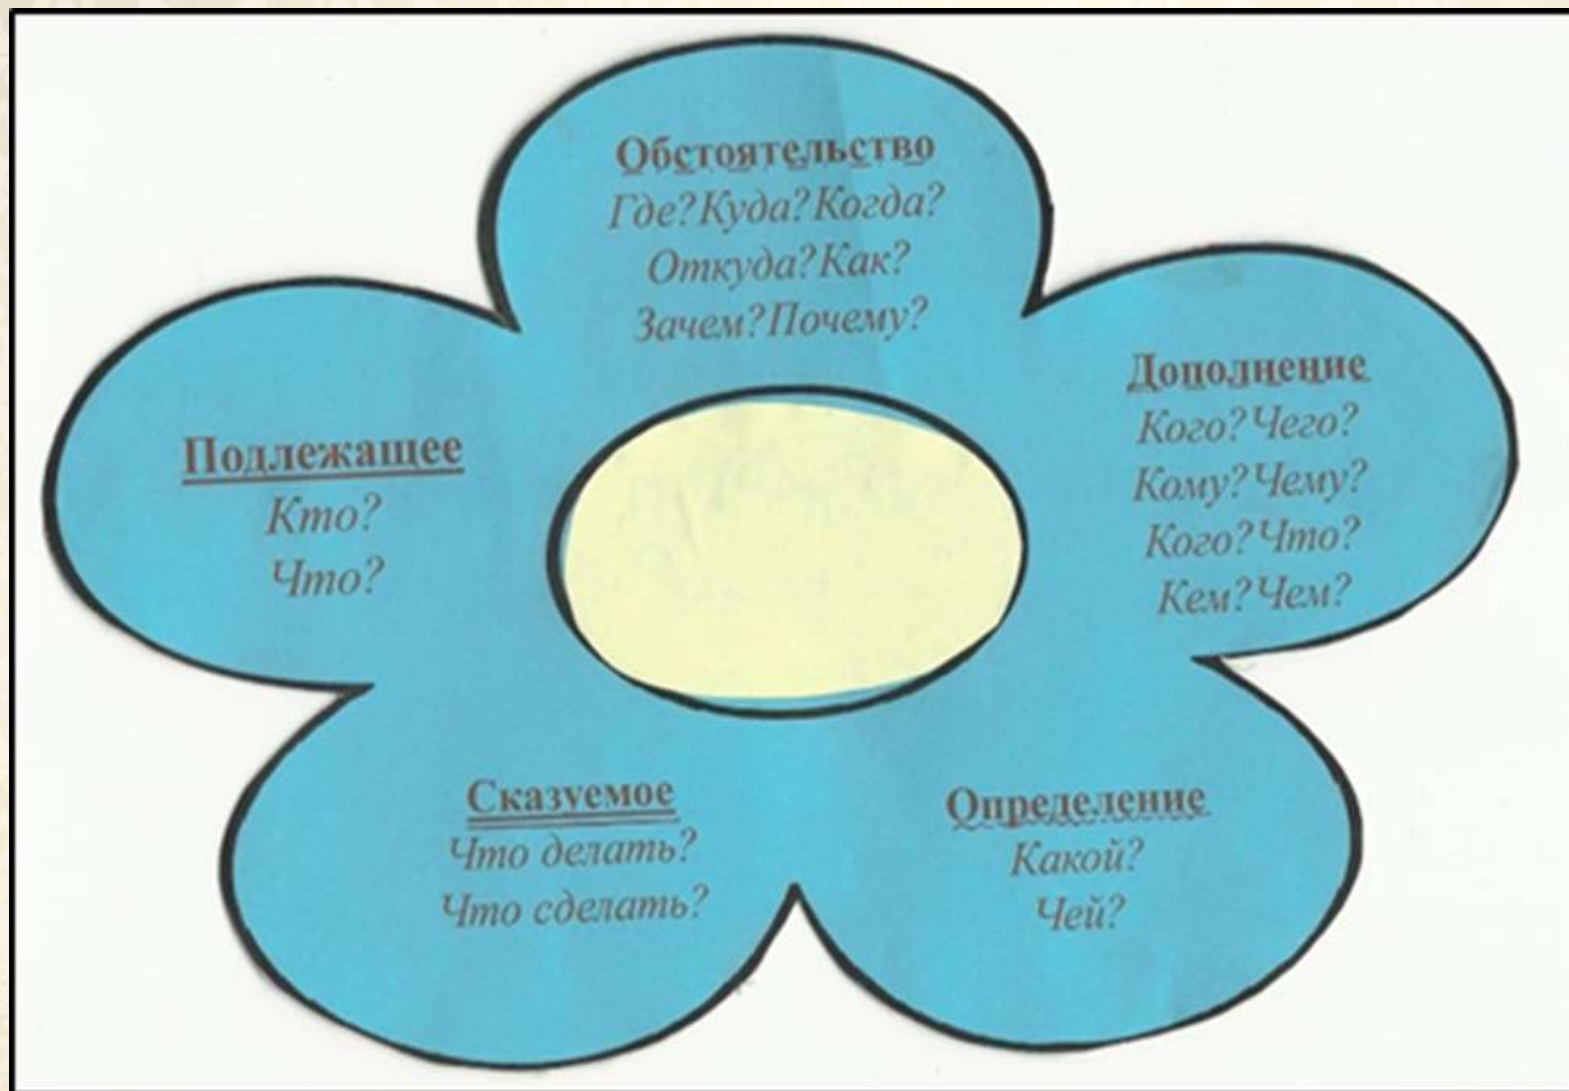 Обстоятельство
Где? Куда? Когда?
Откуда? Как?
Зачем? Почему?
Дополнение
Кого? Чего?
Кому? Чему?
Кого? Что?
Кем? Чем?
Подлежащее
Кто?
Что?
Сказуемое
Что делать?
Что сделать?
Определение
Какой?
Чей?